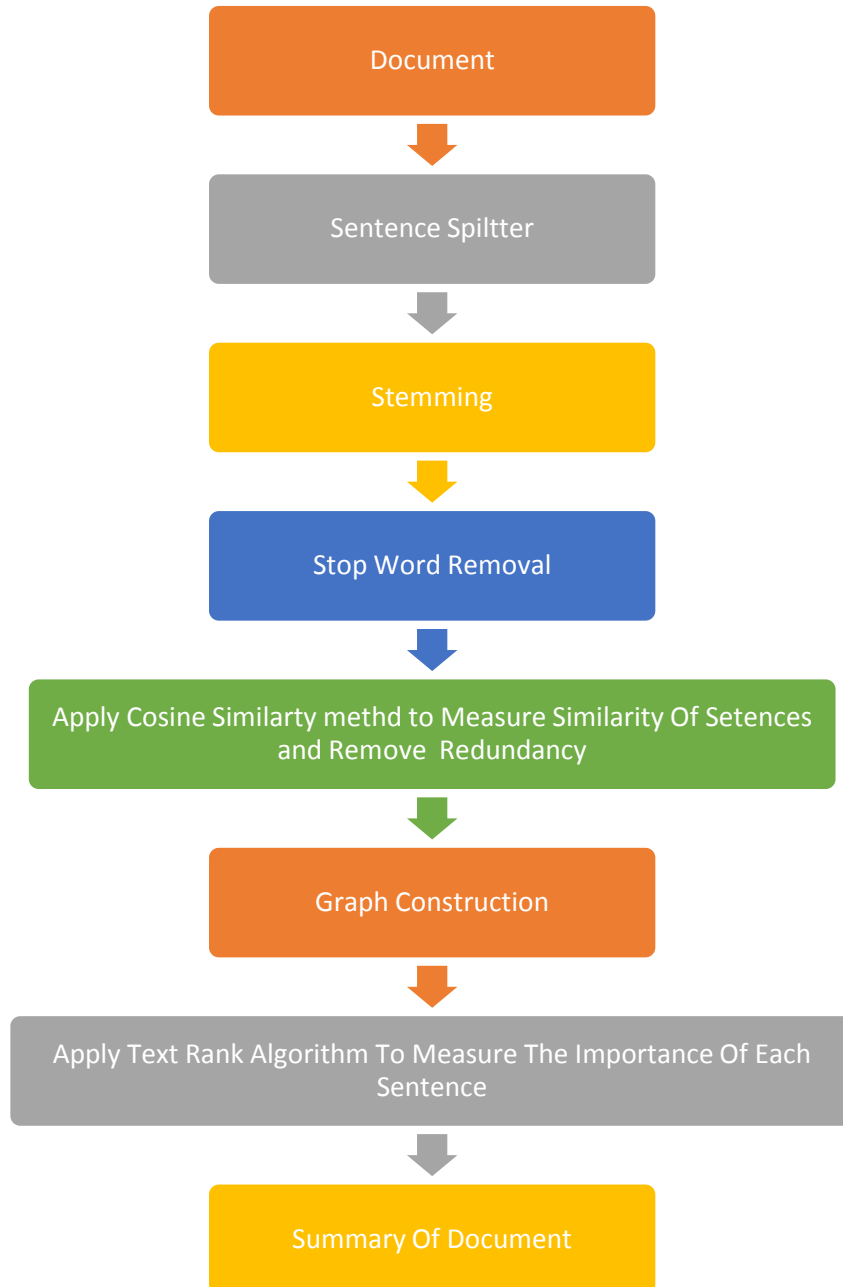 Document
Sentence Spiltter
Stemming
Stop Word Removal
Apply Cosine Similarty methd to Measure Similarity Of Setences
and Remove Redundancy
Graph Construction
Apply Text Rank Algorithm To Measure The Importance Of Each
Sentence
Summary Of Document